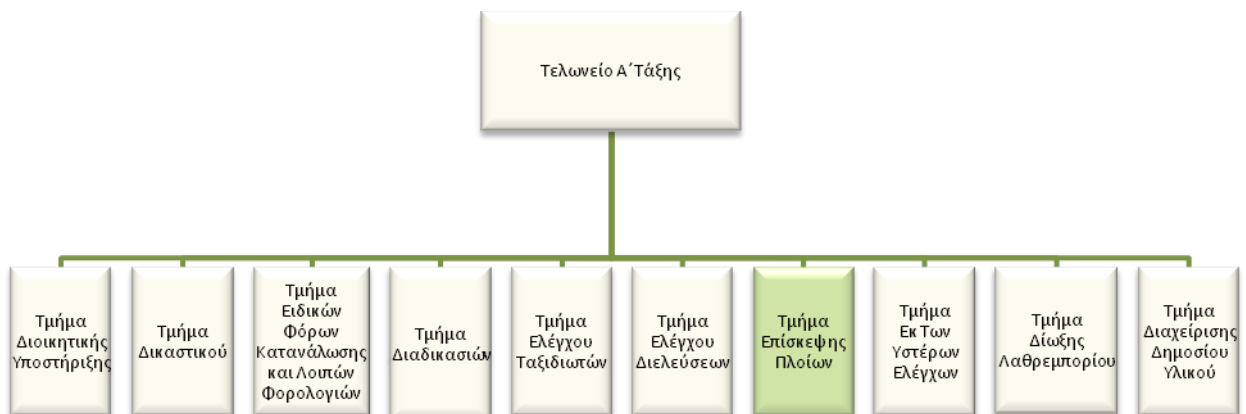 Τελωνείο Α΄Τάξης
Τμήμα
Διοικητικής
Υποστήριξης
Τμήμα
Δικαστικού
Τμήμα
Ειδικών
Φόρων
Κατανάλωσης
και Λοιπών
Φορολογιών
Τμήμα
Διαδικασιών
Τμήμα
Ελέγχου
Ταξιδιωτών
Τμήμα
Ελέγχου
Διελεύσεων
Τμήμα
Επίσκεψης
Πλοίων
Τμήμα
Εκ Των
Υστέρων
Ελέγχων
Τμήμα
Δίωξης
Λαθρεμπορίου
Τμήμα
Διαχείρισης
Δημοσίου
Υλικού